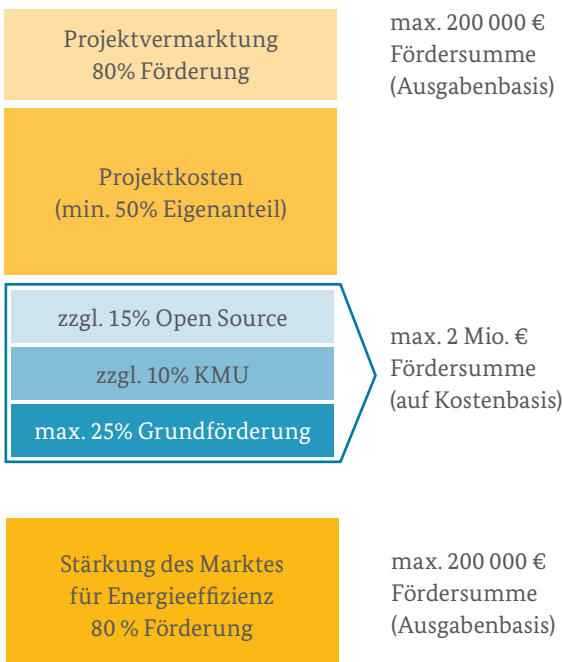 Projektvermarktung
80% Förderung
max. 200 000 €
Fördersumme
(Ausgabenbasis)
Projektkosten
(min. 50% Eigenanteil)
zzgl. 15% Open Source
zzgl. 10% KMU
max. 25% Grundförderung
max. 2 Mio. €
Fördersumme
(auf Kostenbasis)
Stärkung des Marktes
für Energieeffizienz
80 % Förderung
max. 200 000 €
Fördersumme
(Ausgabenbasis)